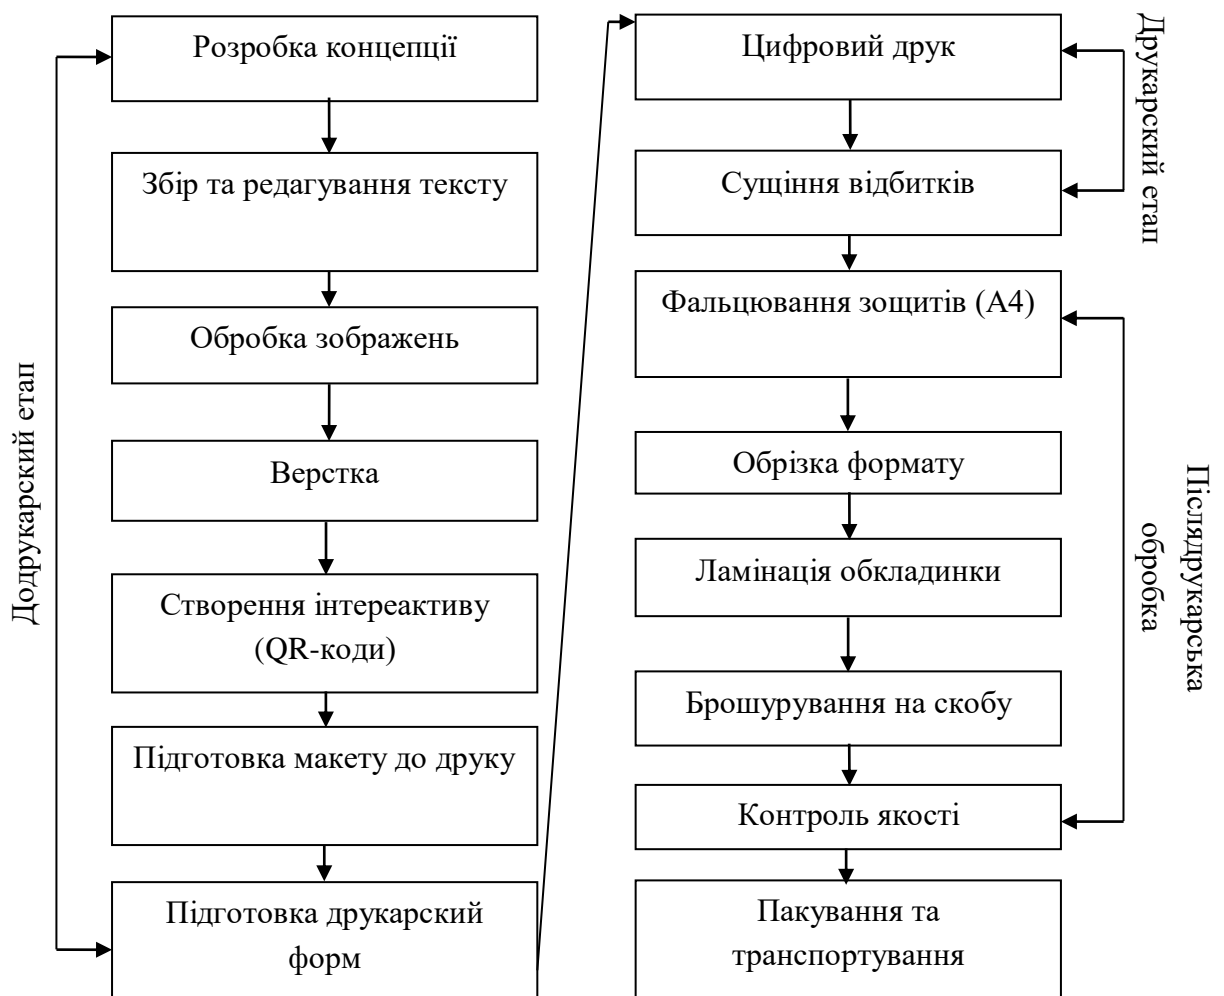 Додрукарский етап
Розробка концепції
Збір та редагування тексту
Обробка зображень
Верстка
Створення інтереактиву
(QR-коди)
Підготовка макету до друку
Підготовка друкарский
форм
Цифровий друк
Сущіння відбитків
Фальцювання зощитів (А4)
Обрізка формату
Ламінація обкладинки
Брошурування на скобу
Контроль якості
Пакування та
транспортування
Друкарский етап
Післядрукарська
обробка